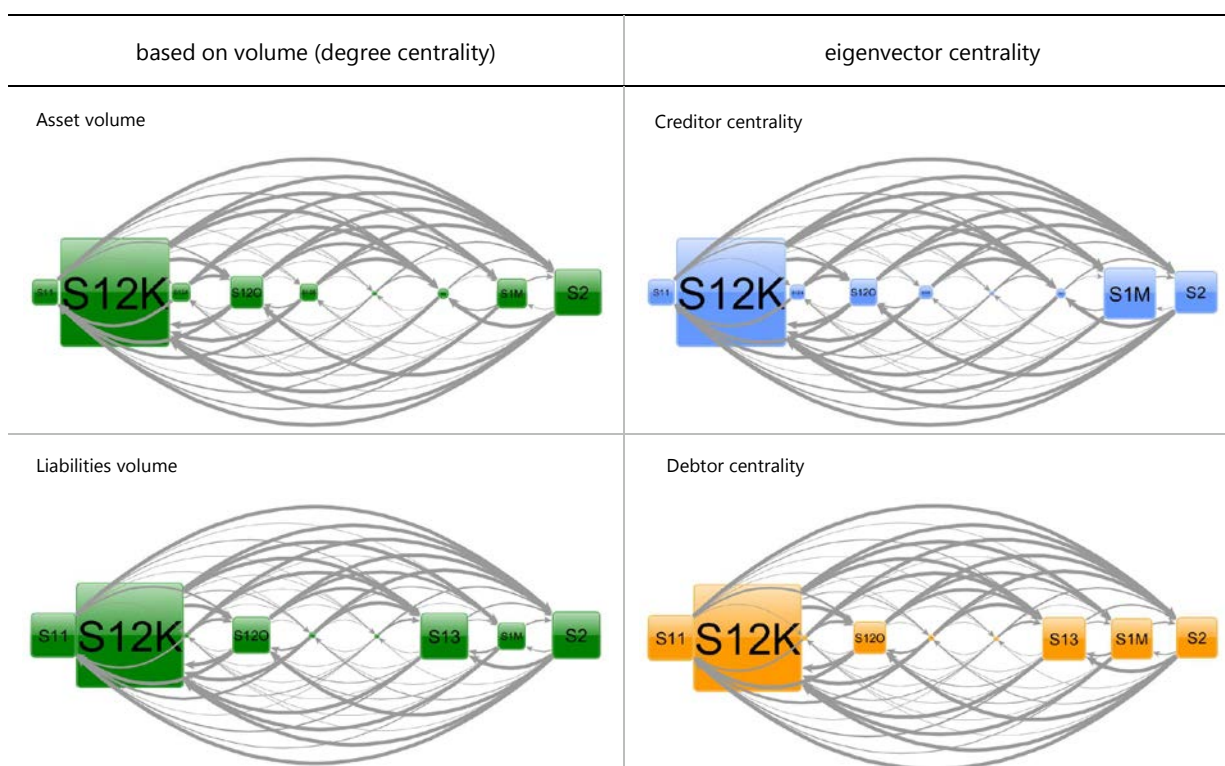 based on volume (degree centrality)
eigenvector centrality
Asset volume
Creditor centrality
S11 S12K S12O S1M S2
S11 S12K S12O S1M S2
Liabilities volume
Debtor centrality
S11 S12K S12O S13 S1M S2
S11 S12K S12O S13 S1M S2